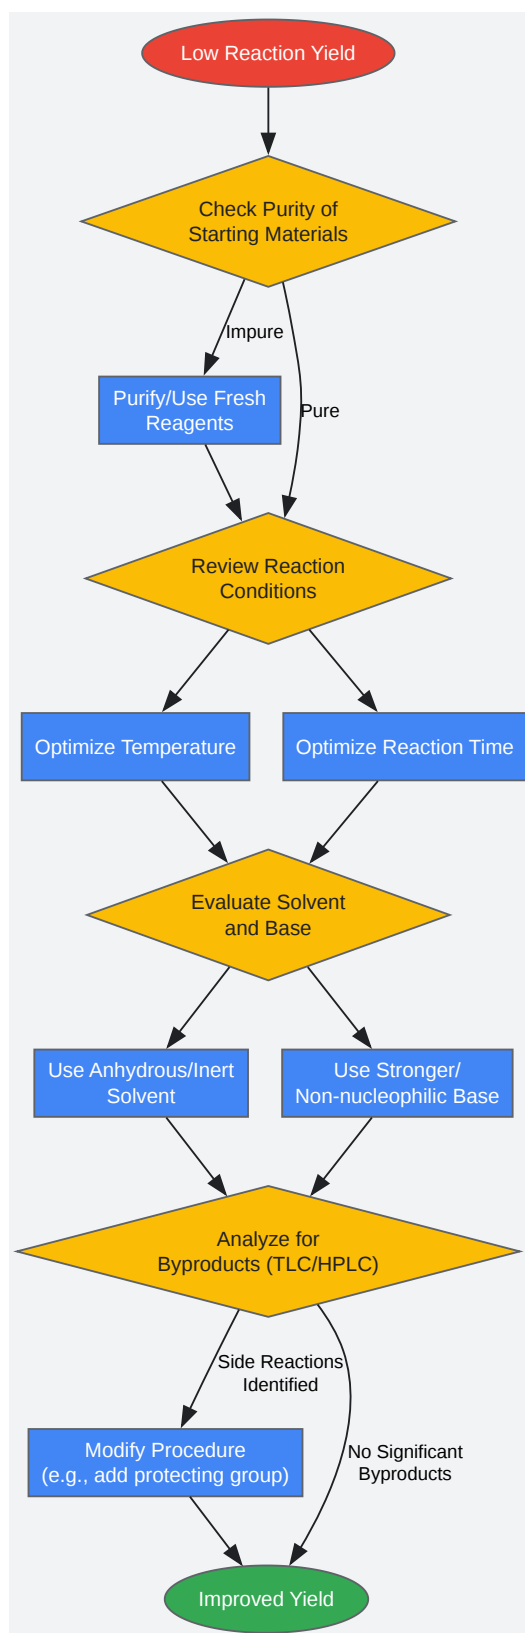 Low Reaction Yield
Check Purity of
Starting Materials
Impure
Purify/Use Fresh
Reagents
Pure
Review Reaction
Conditions
Optimize Temperature
Optimize Reaction Time
Evaluate Solvent
and Base
Use Anhydrous/Inert
Solvent
Use Stronger/
Non-nucleophilic Base
Analyze for
Byproducts (TLC/HPLC)
Side Reactions
Identified
Modify Procedure
(e.g., add protecting group)
No Significant
Byproducts
Improved Yield